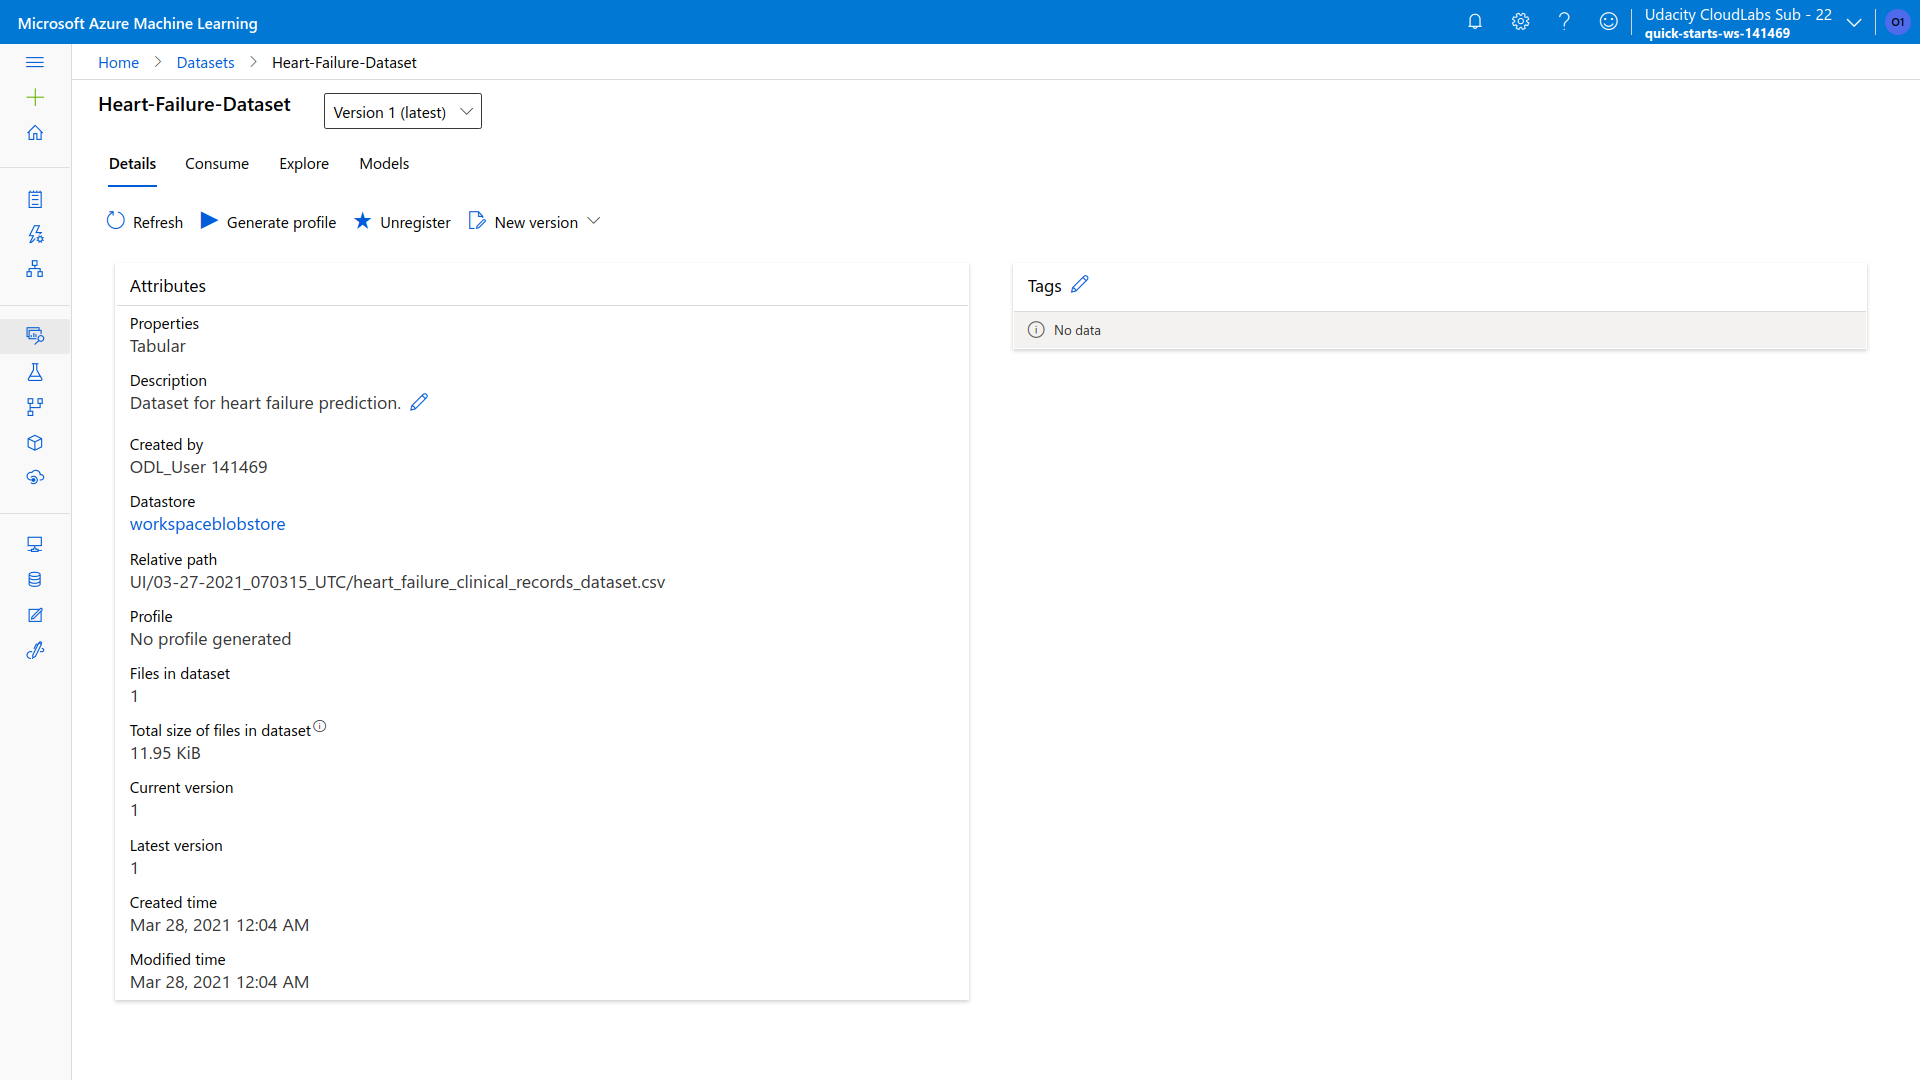 Microsoft Azure Machine Learning
Udacity CloudLabs Sub - 22
quick-starts-ws-141469
O1
Home > Datasets > Heart-Failure-Dataset
Heart-Failure-Dataset
Version 1 (latest)
Details Consume Explore Models
Refresh Generate profile Unregister New version
Attributes
Properties
Tabular
Description
Dataset for heart failure prediction.
Created by
ODL_User 141469
Datastore
workspaceblobstore
Relative path
UI/03-27-2021_070315_UTC/heart_failure_clinical_records_dataset.csv
Profile
No profile generated
Files in dataset
1
Total size of files in dataset
11.95 KiB
Current version
1
Latest version
1
Created time
Mar 28, 2021 12:04 AM
Modified time
Mar 28, 2021 12:04 AM
Tags
No data